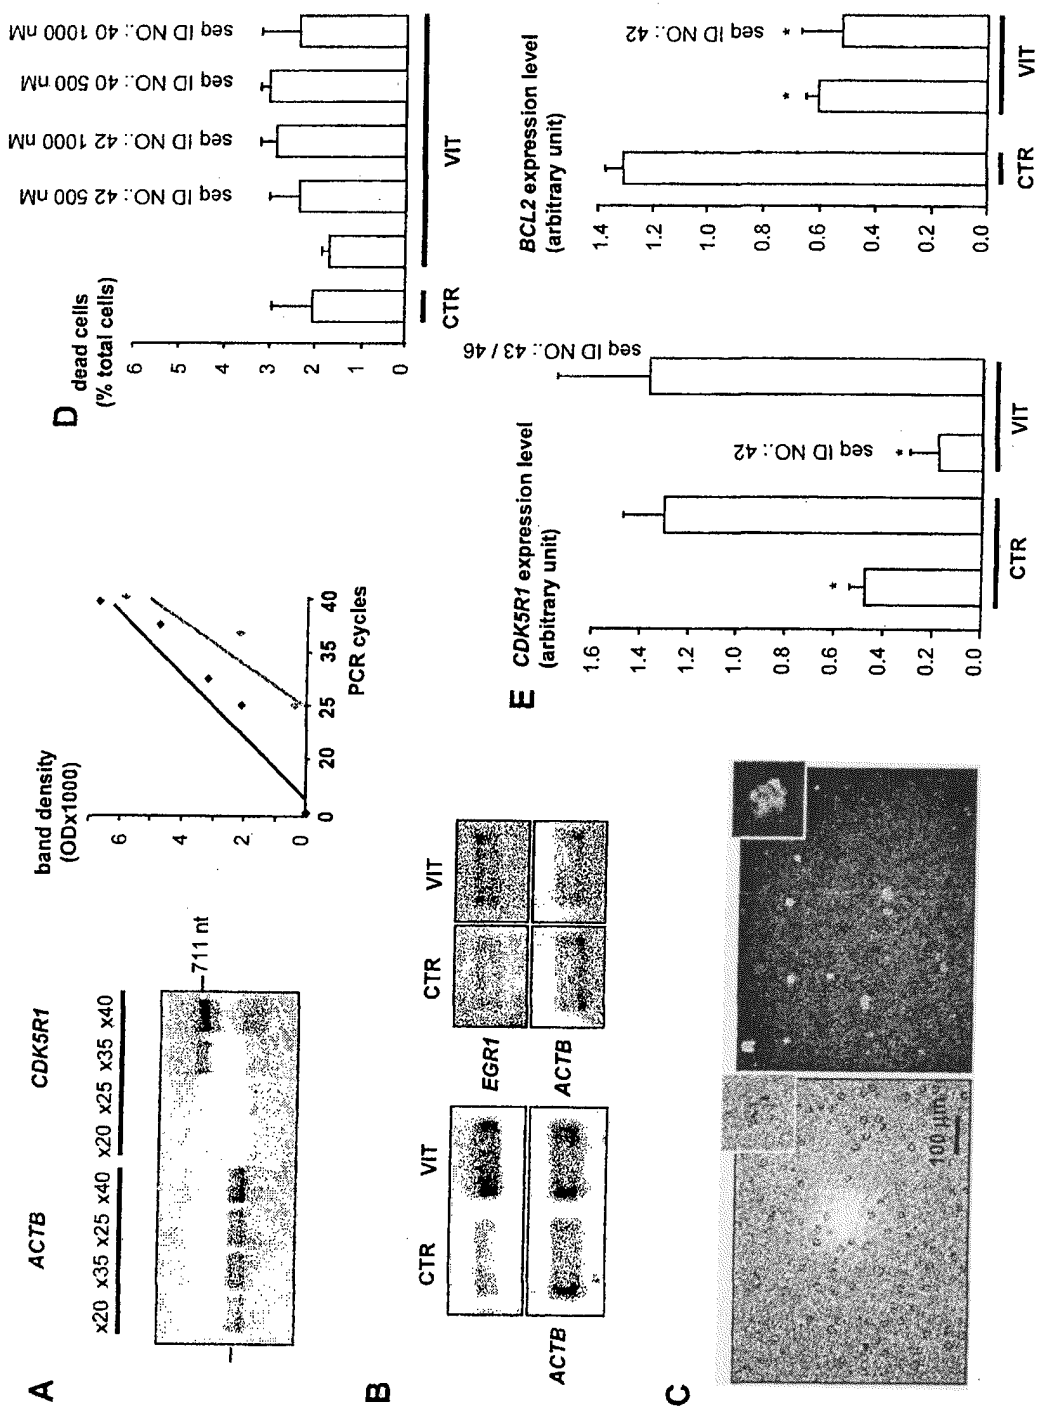 A
ACTB
CDK5R1
x20 x35 x25 x40
x20 x25 x35 x40
711 nt
band density
(ODx1000)
6
4
2
0
0
20
25
35
40
PCR cycles
B
CTR
VIT
ACTB
CTR
VIT
EGR1
ACTB
C
100 µm
D
dead cells
(% total cells)
6
5
4
3
2
1
0
seq ID NO.: 42 500 nM
seq ID NO.: 42 1000 nM
seq ID NO.: 40 500 nM
seq ID NO.: 40 1000 nM
CTR
VIT
E
CDK5R1 expression level
(arbitrary unit)
1.6
1.4
1.2
1.0
0.8
0.6
0.4
0.2
0.0
*
*
seq ID NO.: 42
seq ID NO.: 43 / 46
CTR
VIT
BCL2 expression level
(arbitrary unit)
1.4
1.2
1.0
0.8
0.6
0.4
0.2
0.0
*
*
seq ID NO.: 42
CTR
VIT